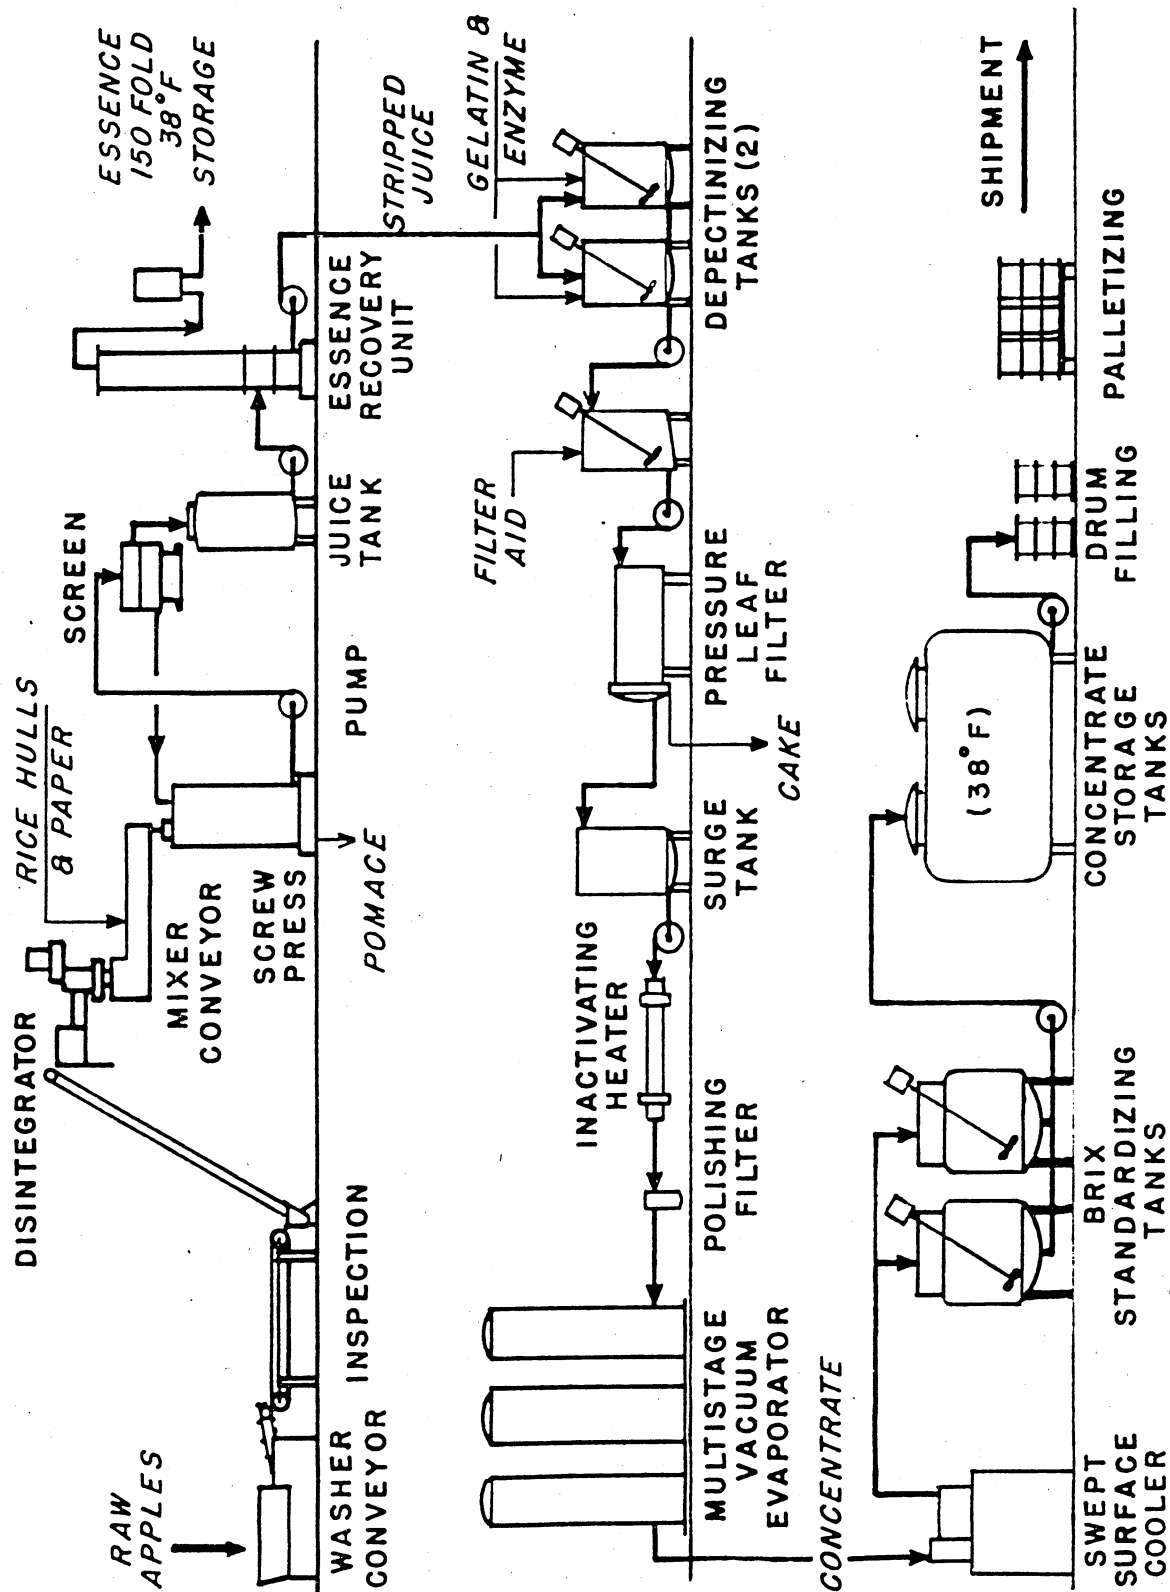 RAW
APPLES
WASHER
CONVEYOR
INSPECTION
DISINTEGRATOR
RICE HULLS
& PAPER
MIXER
CONVEYOR
SCREW
PRESS
POMACE
PUMP
SCREEN
JUICE
TANK
ESSENCE
RECOVERY
UNIT
ESSENCE
150 FOLD
38°F
STORAGE
STRIPPED
JUICE
GELATIN &
ENZYME
DEPECTINIZING
TANKS (2)
FILTER
AID
PRESSURE
LEAF
FILTER
CAKE
SURGE
TANK
INACTIVATING
HEATER
POLISHING
FILTER
MULTISTAGE
VACUUM
EVAPORATOR
CONCENTRATE
SWEPT
SURFACE
COOLER
BRIX
STANDARDIZING
TANKS
(38°F)
CONCENTRATE
STORAGE
TANKS
DRUM
FILLING
PALLETIZING
SHIPMENT